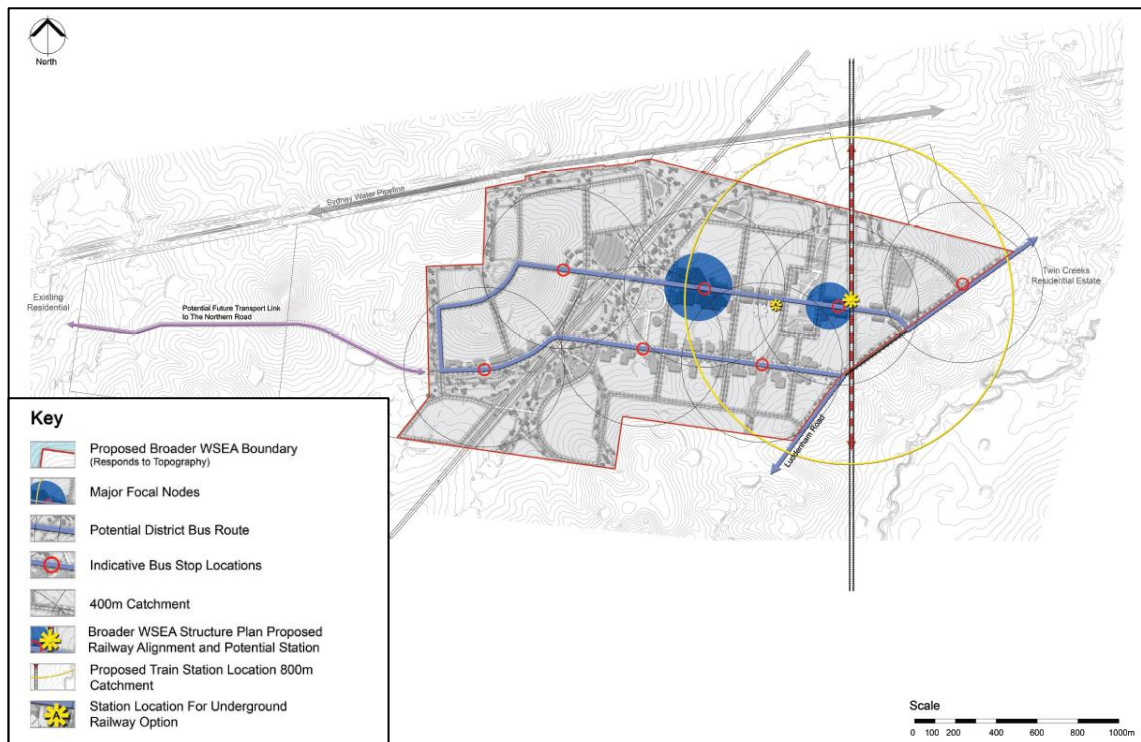 North
Sydney Water Pipeline
Existing
Residential
Potential Future Transport Link
to The Northern Road
Twin Creeks
Residential Estate
Luddenham Road
Key
Proposed Broader WSEA Boundary
(Responds to Topography)
Major Focal Nodes
Potential District Bus Route
Indicative Bus Stop Locations
400m Catchment
Broader WSEA Structure Plan Proposed
Railway Alignment and Potential Station
Proposed Train Station Location 800m
Catchment
A
Station Location For Underground
Railway Option
Scale
0 100 200 400 600 800 1000m